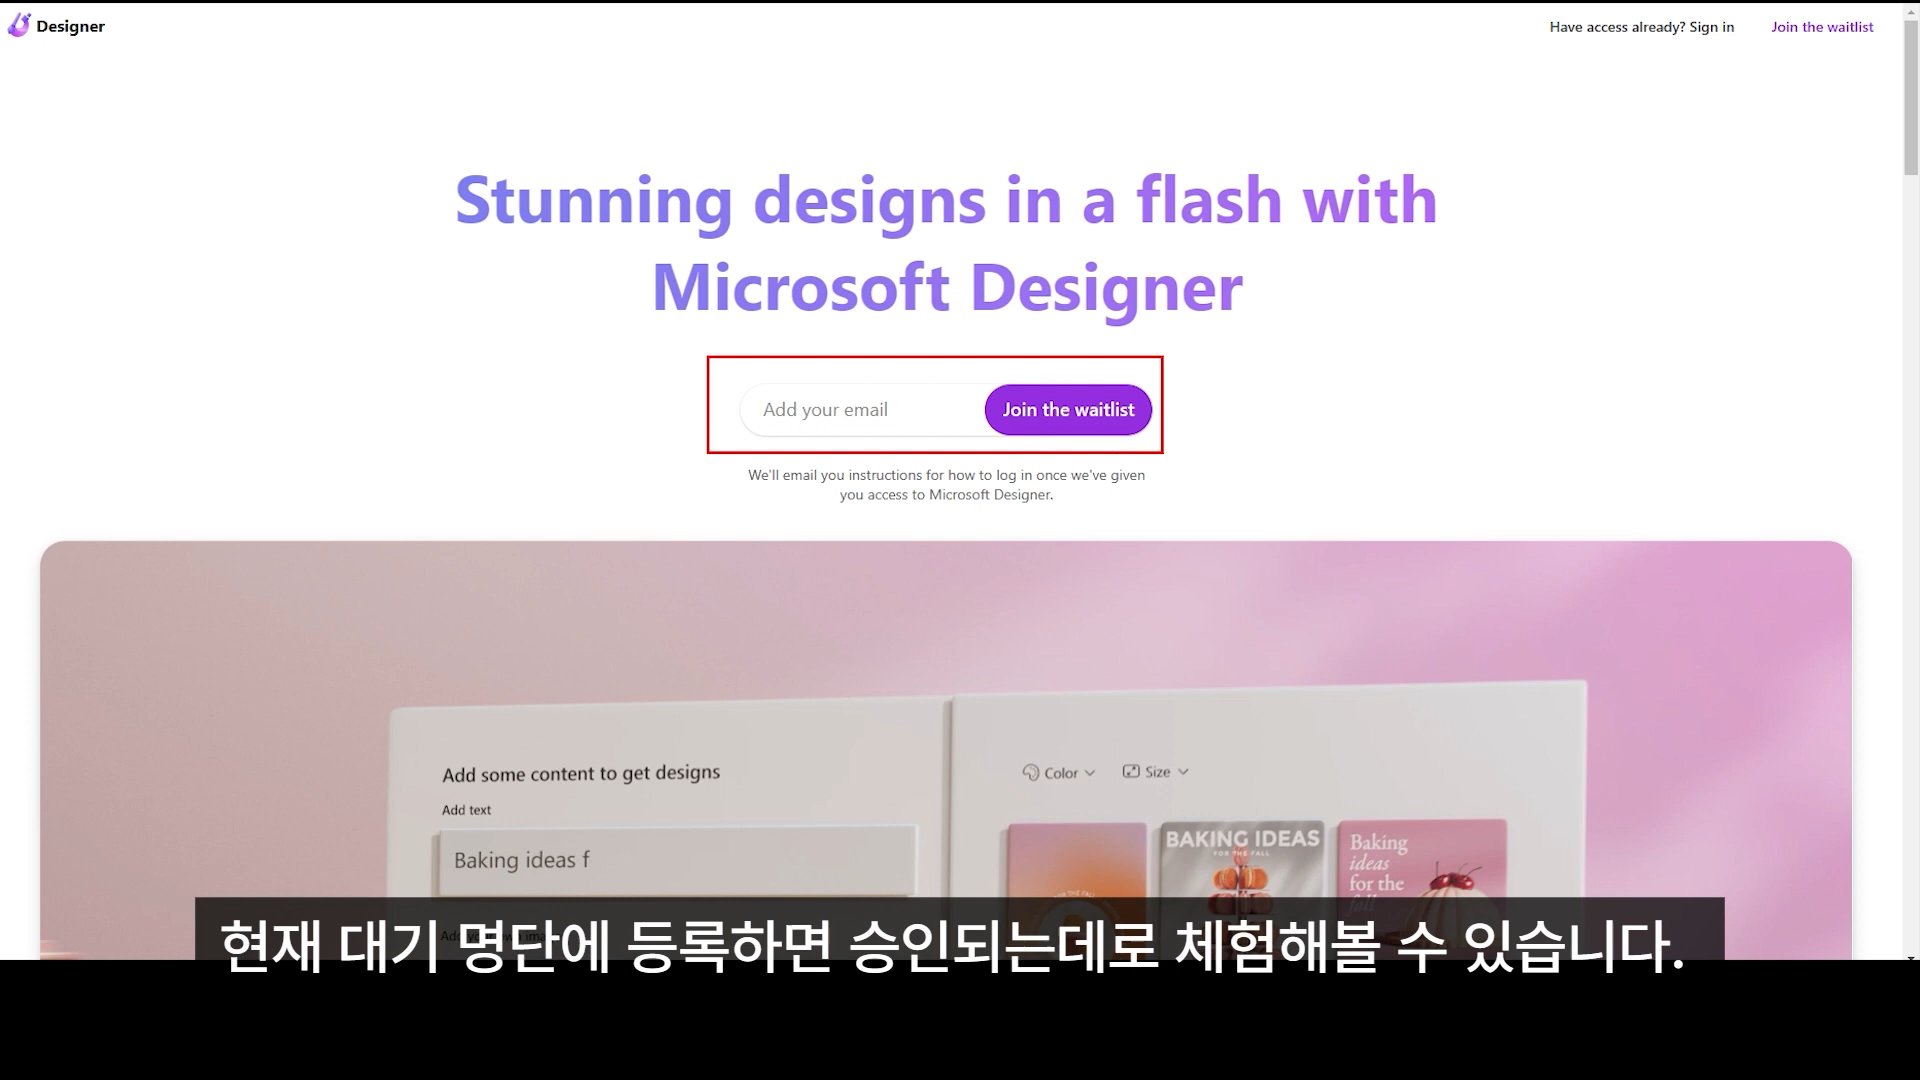 Designer
Have access already? Sign in
Join the waitlist
Stunning designs in a flash with
Microsoft Designer
Add your email
Join the waitlist
We'll email you instructions for how to log in once we've given
you access to Microsoft Designer.
Add some content to get designs
Add text
Baking ideas f
Color
Size
BAKING IDEAS
FOR THE FALL
Baking
ideas
for the
fall
현재 대기 명단에 등록하면 승인되는데로 체험해볼 수 있습니다.